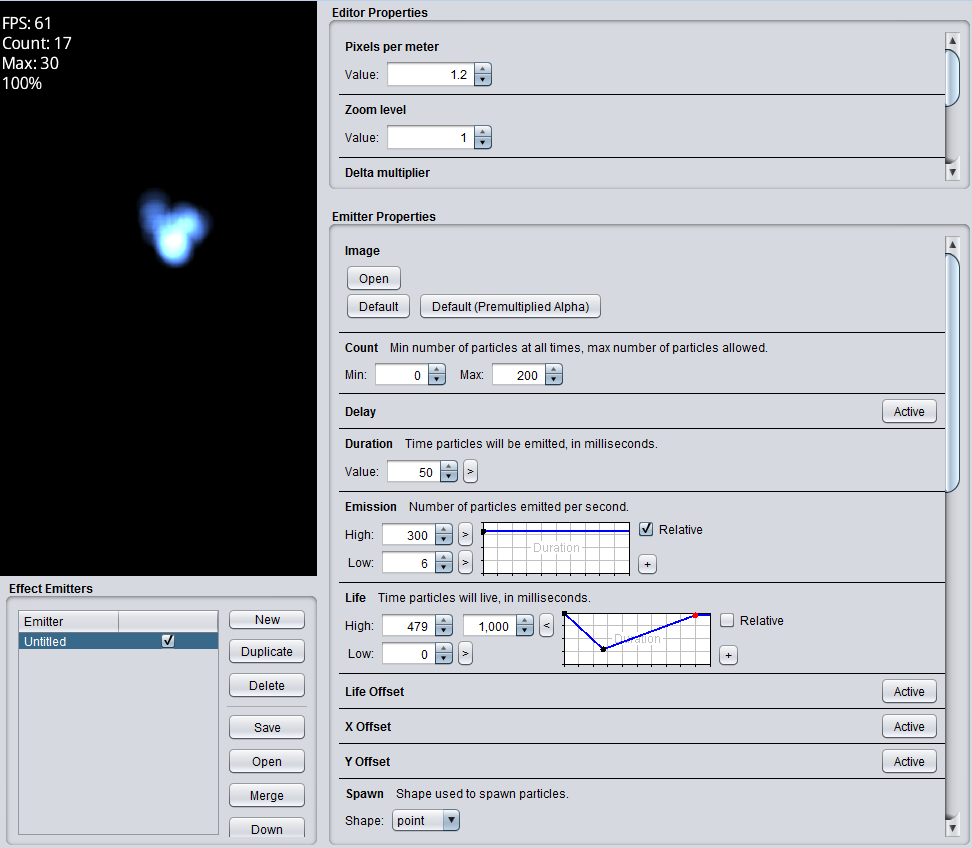 FPS: 61
Count: 17
Max: 30
100%
Effect Emitters
Emitter
Untitled
New
Duplicate
Delete
Save
Open
Merge
Down
Editor Properties
Pixels per meter
Value: 1.2
Zoom level
Value: 1
Delta multiplier
Emitter Properties
Image
Open
Default Default (Premultiplied Alpha)
Count Min number of particles at all times, max number of particles allowed.
Min: 0 Max: 200
Delay Active
Duration Time particles will be emitted, in milliseconds.
Value: 50 >
Emission Number of particles emitted per second.
High: 300 > Duration Relative
Low: 6 > +
Life Time particles will live, in milliseconds.
High: 479 1,000 < Duration Relative
Low: 0 > +
Life Offset Active
X Offset Active
Y Offset Active
Spawn Shape used to spawn particles.
Shape: point